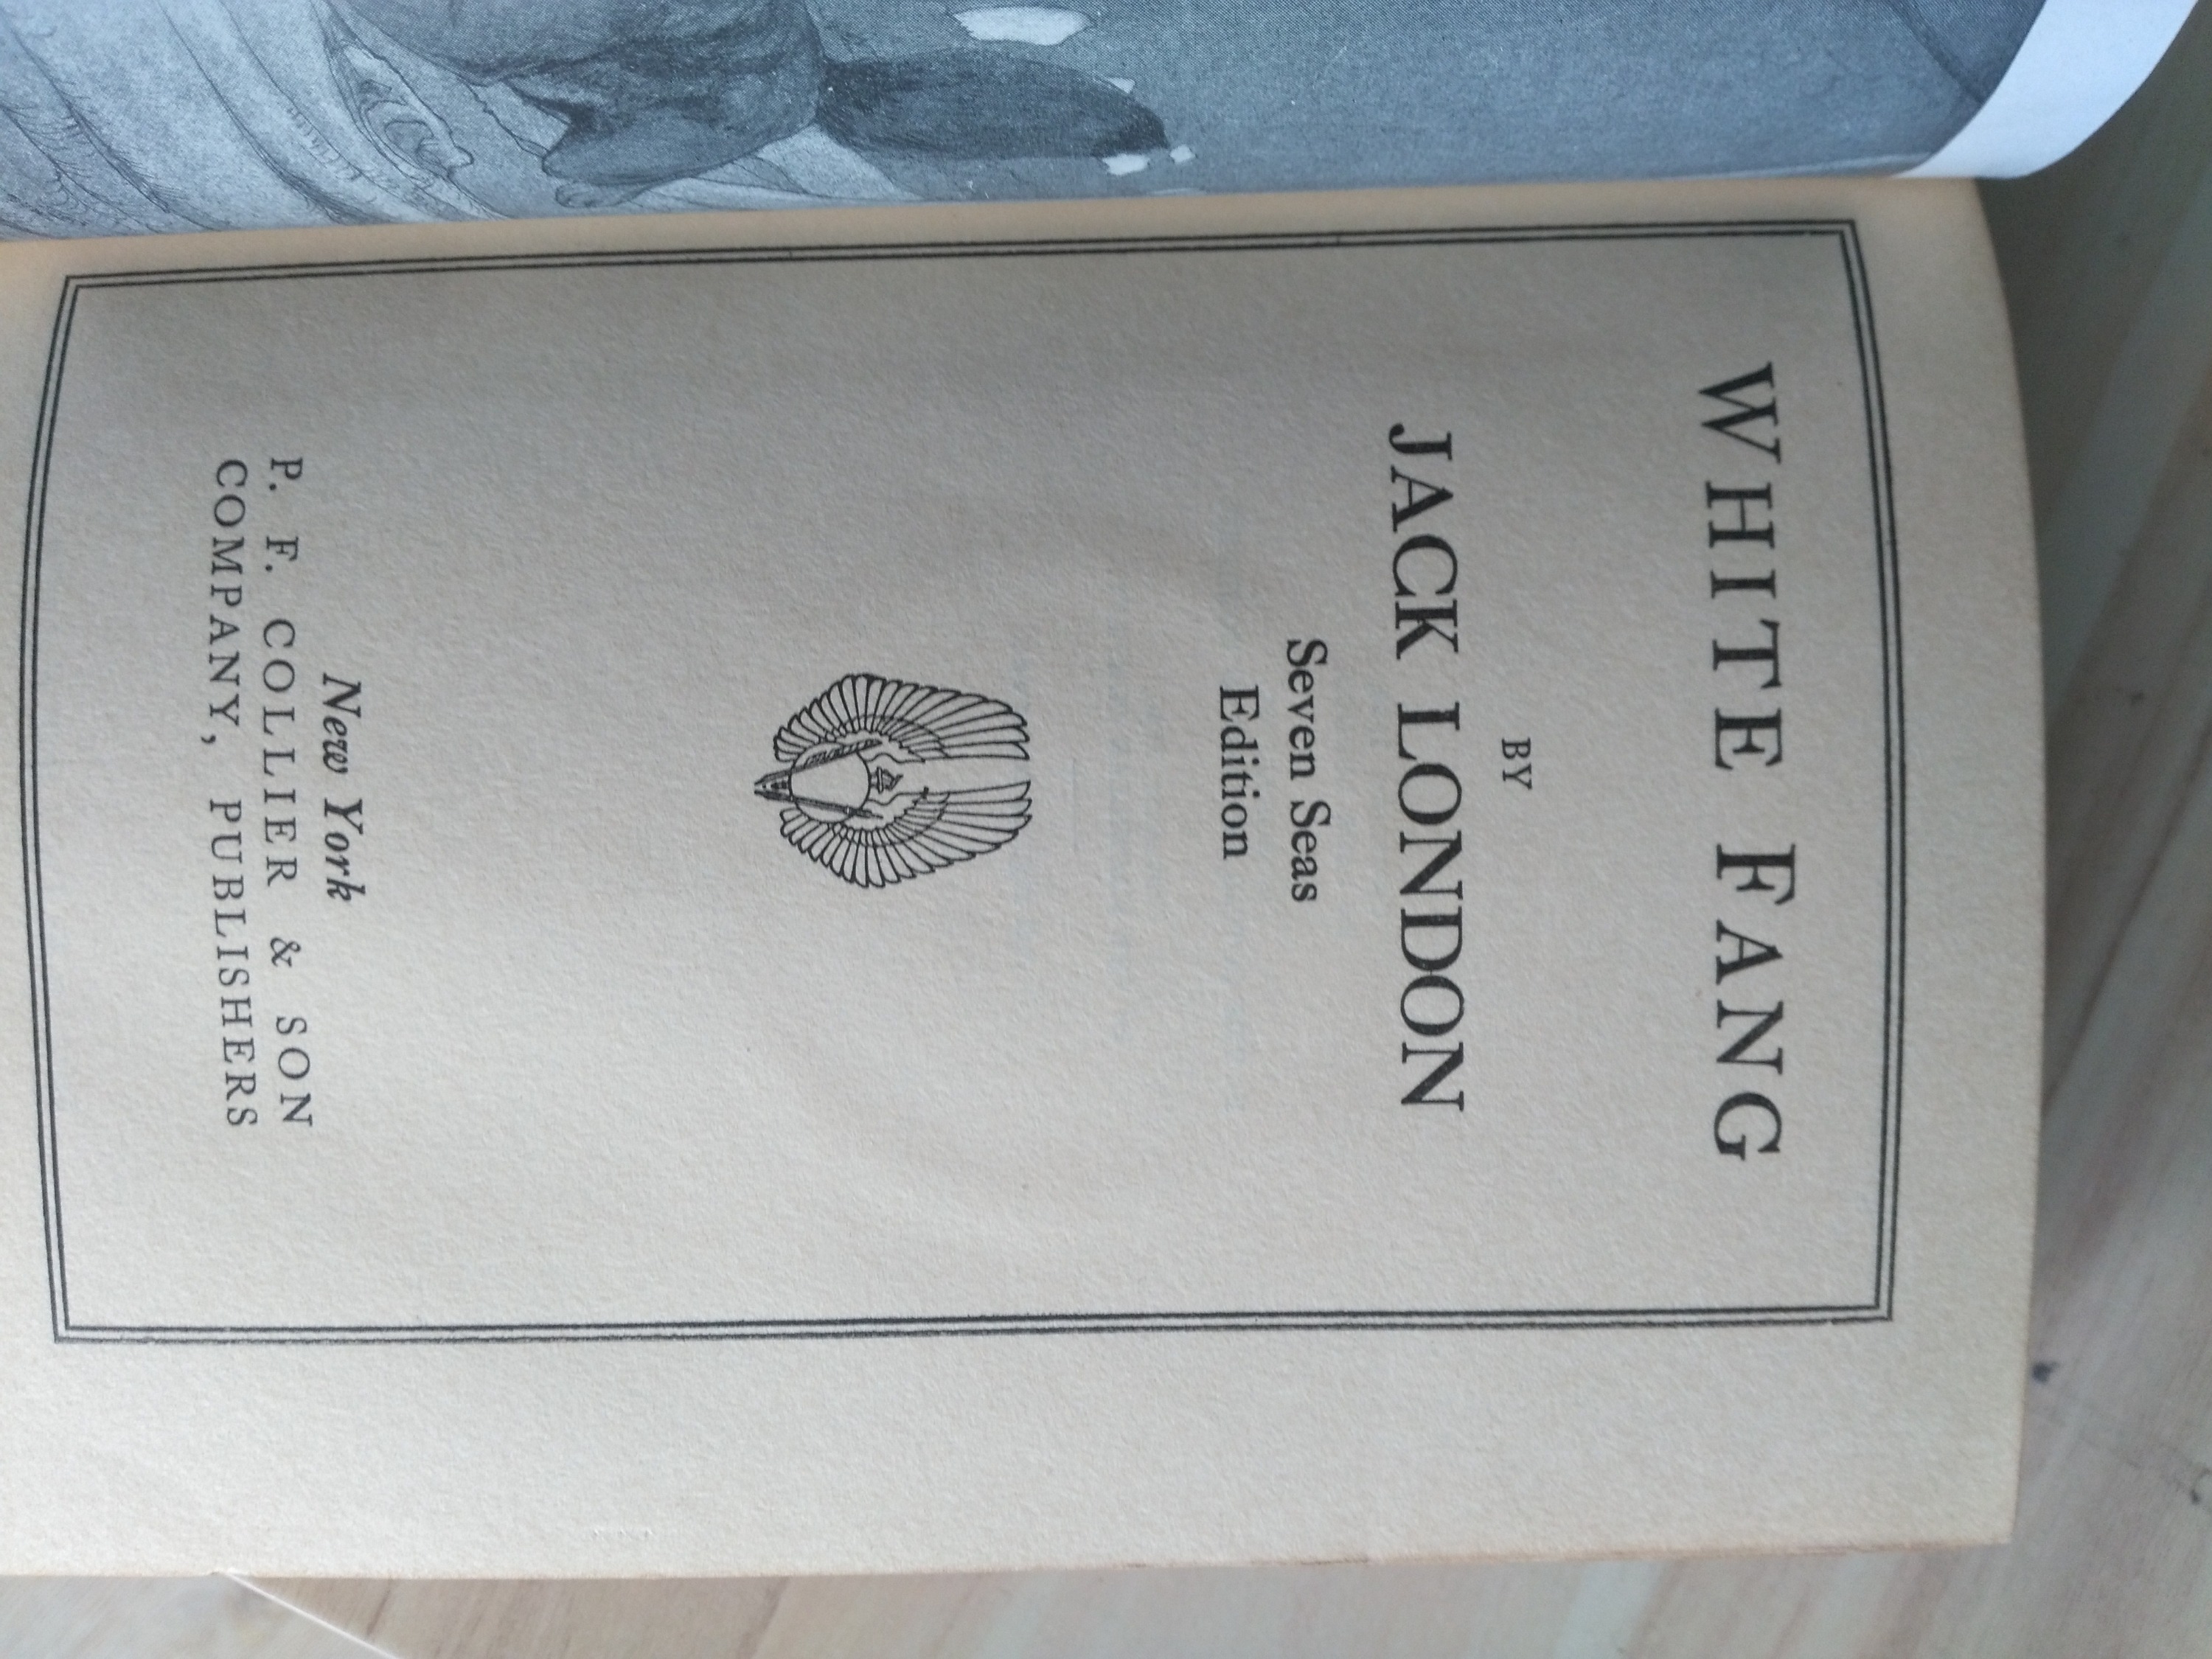 WHITE FANG
BY
JACK LONDON
Seven Seas
Edition
New York
P. F. COLLIER & SON
COMPANY, PUBLISHERS